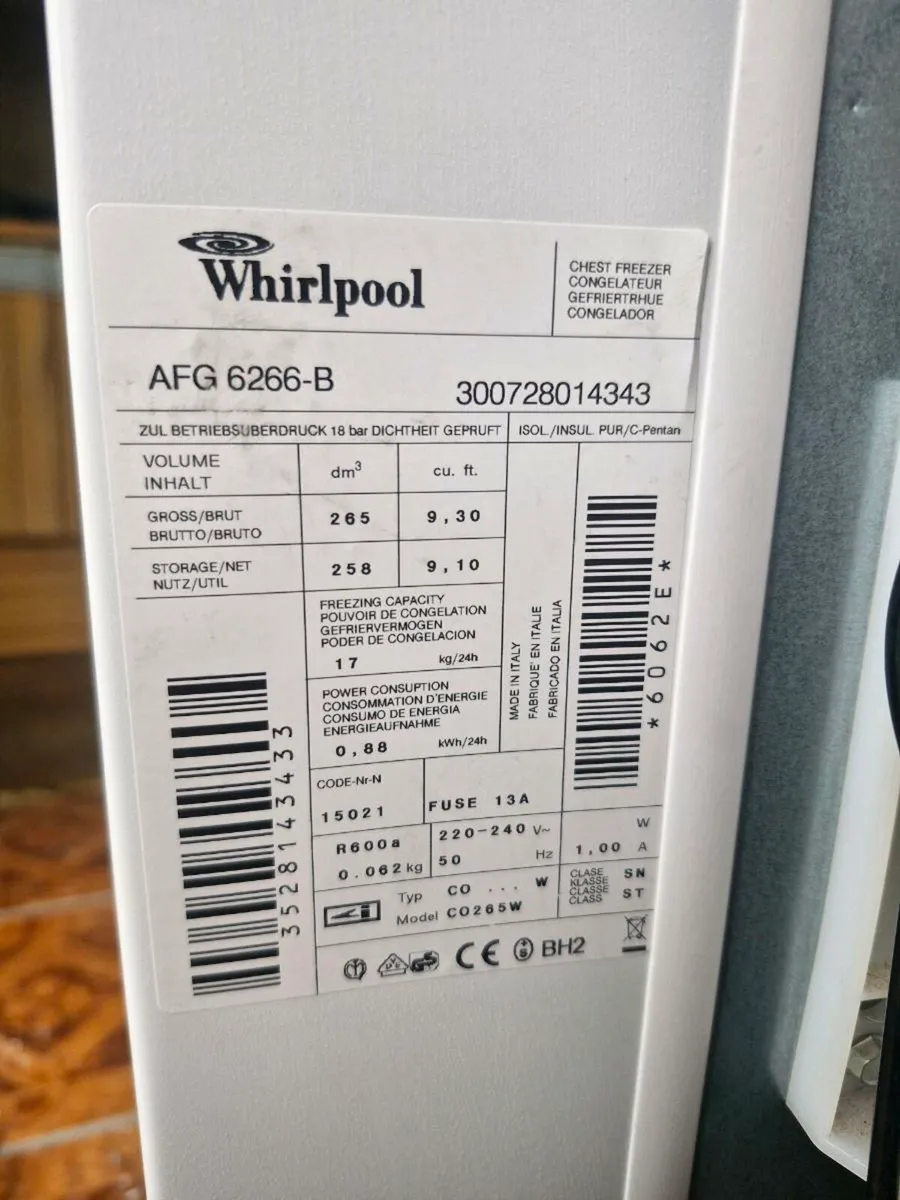 Whirlpool
CHEST FREEZER
CONGELATEUR
GEFRIERTRHUE
CONGELADOR
AFG 6266-B
300728014343
ZUL BETRIEBSUBERDRUCK 18 bar DICHTHEIT GEPRUFT
ISOL./INSUL. PUR/C-Pentan
VOLUME
INHALT
dm³
cu. ft.
GROSS/BRUT
BRUTTO/BRUTO
265
9,30
STORAGE/NET
NUTZ/UTIL
258
9,10
FREEZING CAPACITY
POUVOIR DE CONGELATION
GEFRIERVERMOGEN
PODER DE CONGELACION
17 kg/24h
POWER CONSUPTION
CONSOMMATION D'ENERGIE
CONSUMO DE ENERGIA
ENERGIEAUFNAHME
0,88 kWh/24h
MADE IN ITALY
FABRIQUE' EN ITALIE
FABRICADO EN ITALIA
*6062E*
3528143433
CODE-Nr-N
15021
FUSE 13A
R600a
0.062 kg
220-240 V~
50 Hz
W
1,00 A
Typ CO ... W
Model CO265W
CLASE
KLASSE
CLASSE
CLASS
SN
ST
DVE GS CE BH2